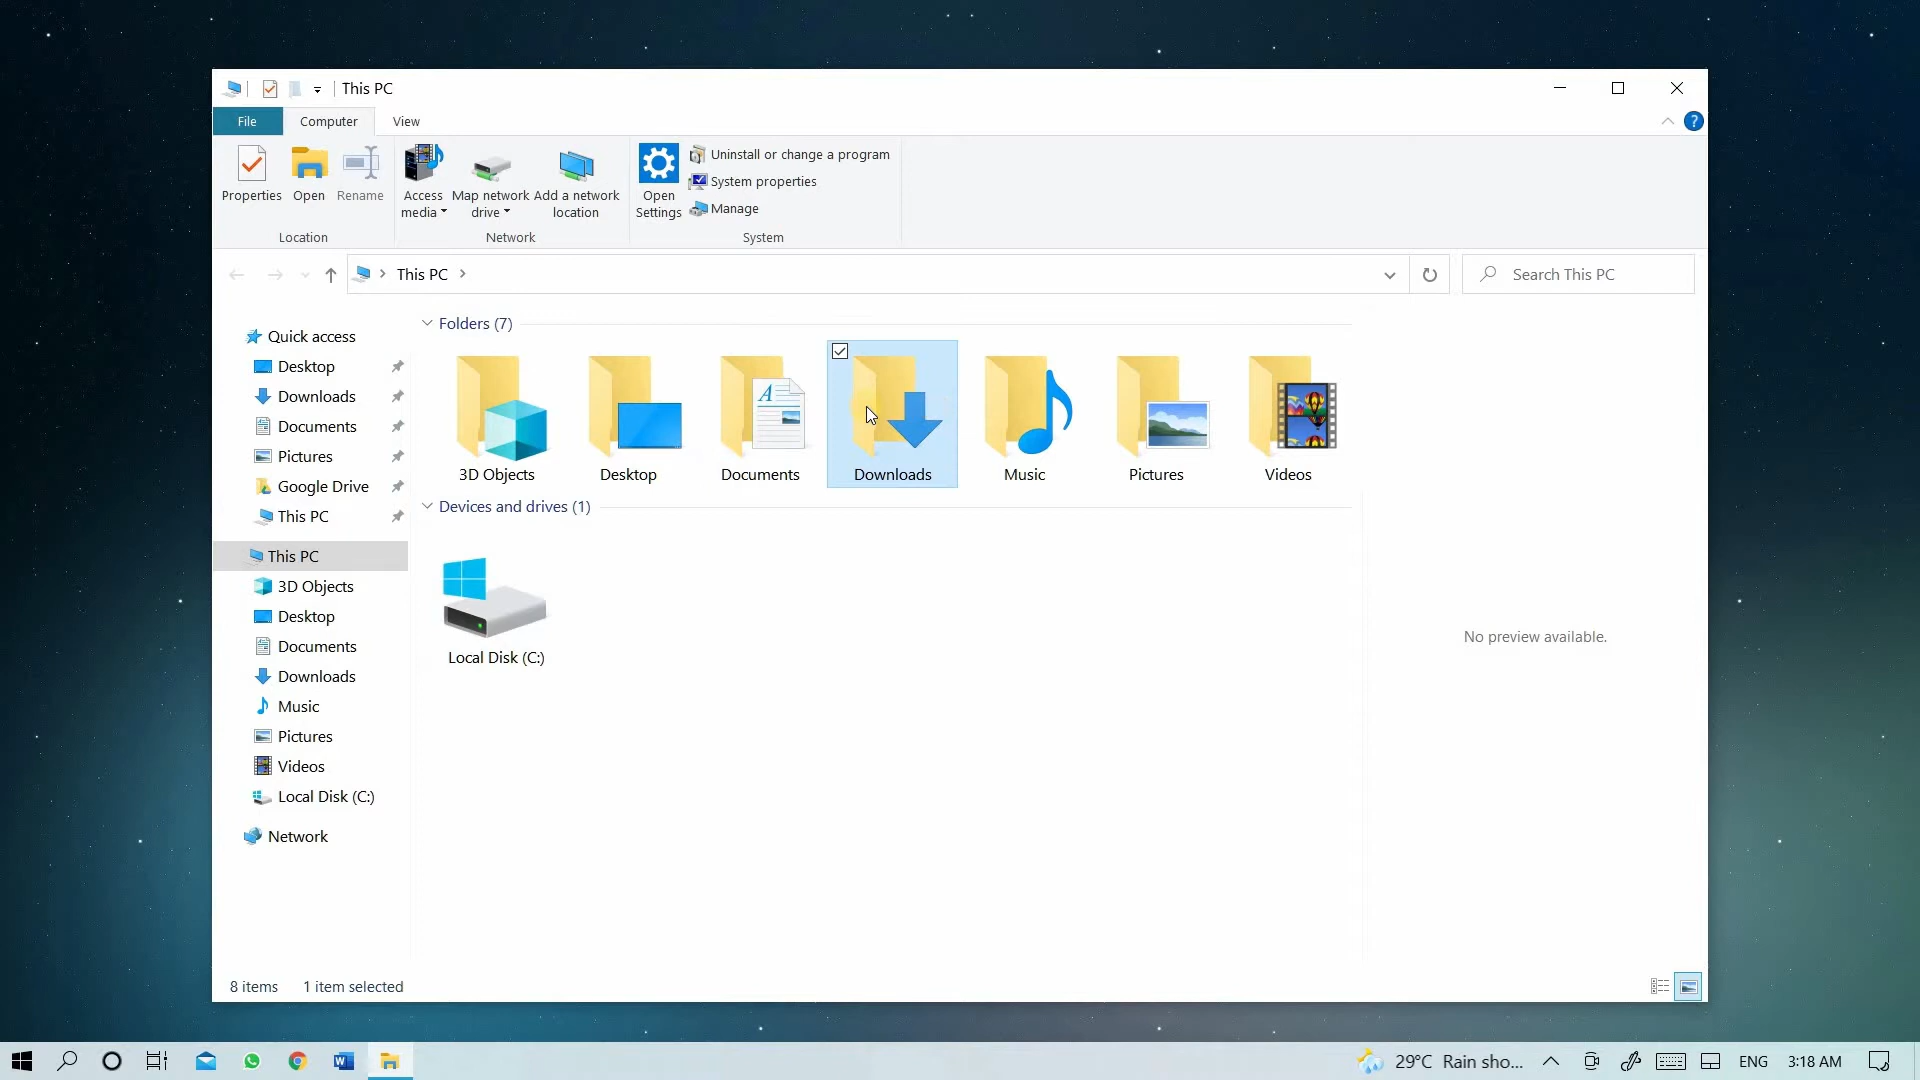 This PC
File
Computer
View
Properties
Open
Rename
Access
media
Map network
drive
Add a network
location
Open
Settings
Uninstall or change a program
System properties
Manage
Location
Network
System
This PC
Search This PC
Quick access
Desktop
Downloads
Documents
Pictures
Google Drive
This PC
This PC
3D Objects
Desktop
Documents
Downloads
Music
Pictures
Videos
Local Disk (C:)
Network
Folders (7)
3D Objects
Desktop
Documents
Downloads
Music
Pictures
Videos
Devices and drives (1)
Local Disk (C:)
No preview available.
8 items
1 item selected
29°C Rain sho...
ENG
3:18 AM